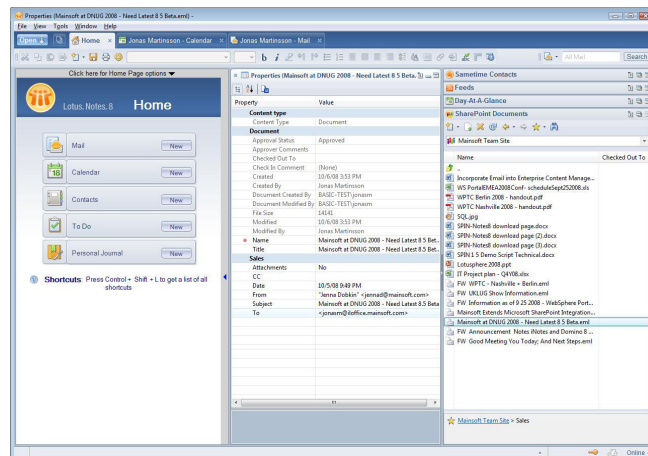 Properties (Mainsoft at DNUG 2008 - Need Latest 8 5 Beta.eml) -
File View Tools Window Help
Open Home × Jonas Martinsson - Calendar × Jonas Martinsson - Mail ×
b i All Mail Search
Click here for Home Page options
Lotus. Notes. 8 Home
Mail New
Calendar New
Contacts New
To Do New
Personal Journal New
Shortcuts: Press Control + Shift + L to get a list of all
shortcuts
Properties (Mainsoft at DNUG 2008 - Need Latest 8 5 Beta.
Property Value
Content type
Content Type Document
Document
Approval Status Approved
Approver Comments
Checked Out To
Check In Comment (None)
Created 10/6/08 3:53 PM
Created By Jonas Martinsson
Document Created By BASIC-TEST\jonasm
Document Modified By BASIC-TEST\jonasm
File Size 14141
Modified 10/6/08 3:53 PM
Modified By Jonas Martinsson
Name Mainsoft at DNUG 2008 - Need Latest 8 5 Bet..
Title Mainsoft at DNUG 2008 - Need Latest 8.5 Bet..
Sales
Attachments No
CC
Date 10/5/08 9:49 PM
From "Jenna Dobkin" <jennad@mainsoft.com>
Subject Mainsoft at DNUG 2008 - Need Latest 8.5 Beta
To <jonasm@iloffice.mainsoft.com>
Sametime Contacts
Feeds
Day-At-A-Glance
SharePoint Documents
Mainsoft Team Site
Name Checked Out To
..
Incorporate Email into Enterprise Content Manage...
WS PortalEMEA2008Conf- scheduleSept252008.xls
WPTC Berlin 2008 - handout.pdf
WPTC Nashville 2008 - handout.pdf
SQL.jpg
SPIN-Notes8 download page.docx
SPIN-Notes8 download page (2).docx
SPIN-Notes8 download page (3).docx
SPIN 1 5 Demo Script Technical.docx
Lotusphere 2008.ppt
IT Project plan - Q4Y08.xls
FW WPTC - Nashville + Berlin.eml
FW UKLUG Show Information.eml
FW Information as of 9 25 2008 - WebSphere Port...
Mainsoft Extends Microsoft SharePoint Integration...
Mainsoft at DNUG 2008 - Need Latest 8 5 Beta.eml
FW Announcement Notes iNotes and Domino 8 ...
FW Good Meeting You Today; And Next Steps.eml
Mainsoft Team Site > Sales
Online